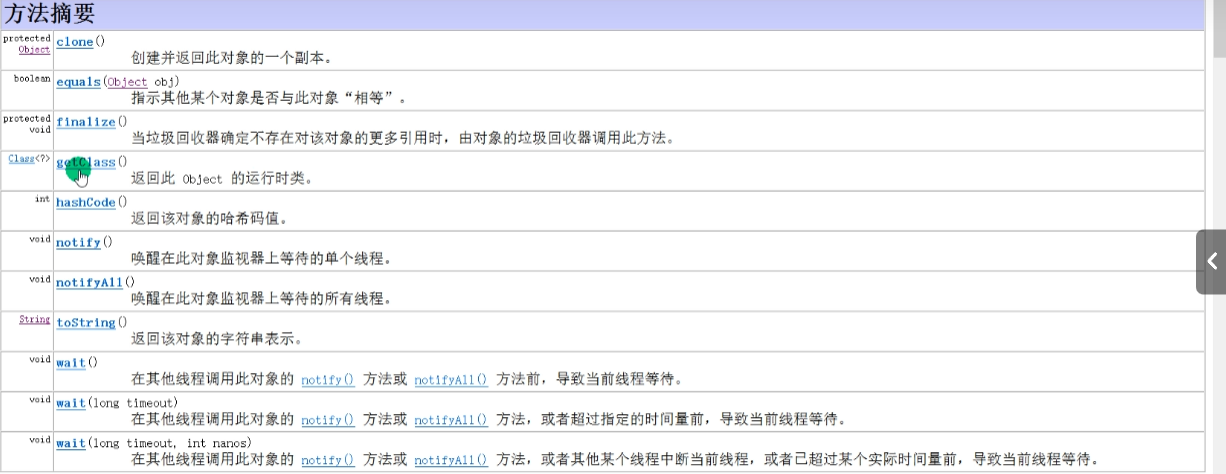 方法摘要
protected Object clone()
创建并返回此对象的一个副本。
boolean equals(Object obj)
指示其他某个对象是否与此对象“相等”。
protected void finalize()
当垃圾回收器确定不存在对该对象的更多引用时，由对象的垃圾回收器调用此方法。
Class<?> getClass()
返回此 Object 的运行时类。
int hashCode()
返回该对象的哈希码值。
void notify()
唤醒在此对象监视器上等待的单个线程。
void notifyAll()
唤醒在此对象监视器上等待的所有线程。
String toString()
返回该对象的字符串表示。
void wait()
在其他线程调用此对象的 notify() 方法或 notifyAll() 方法前，导致当前线程等待。
void wait(long timeout)
在其他线程调用此对象的 notify() 方法或 notifyAll() 方法，或者超过指定的时间量前，导致当前线程等待。
void wait(long timeout, int nanos)
在其他线程调用此对象的 notify() 方法或 notifyAll() 方法，或者其他某个线程中断当前线程，或者已超过某个实际时间量前，导致当前线程等待。